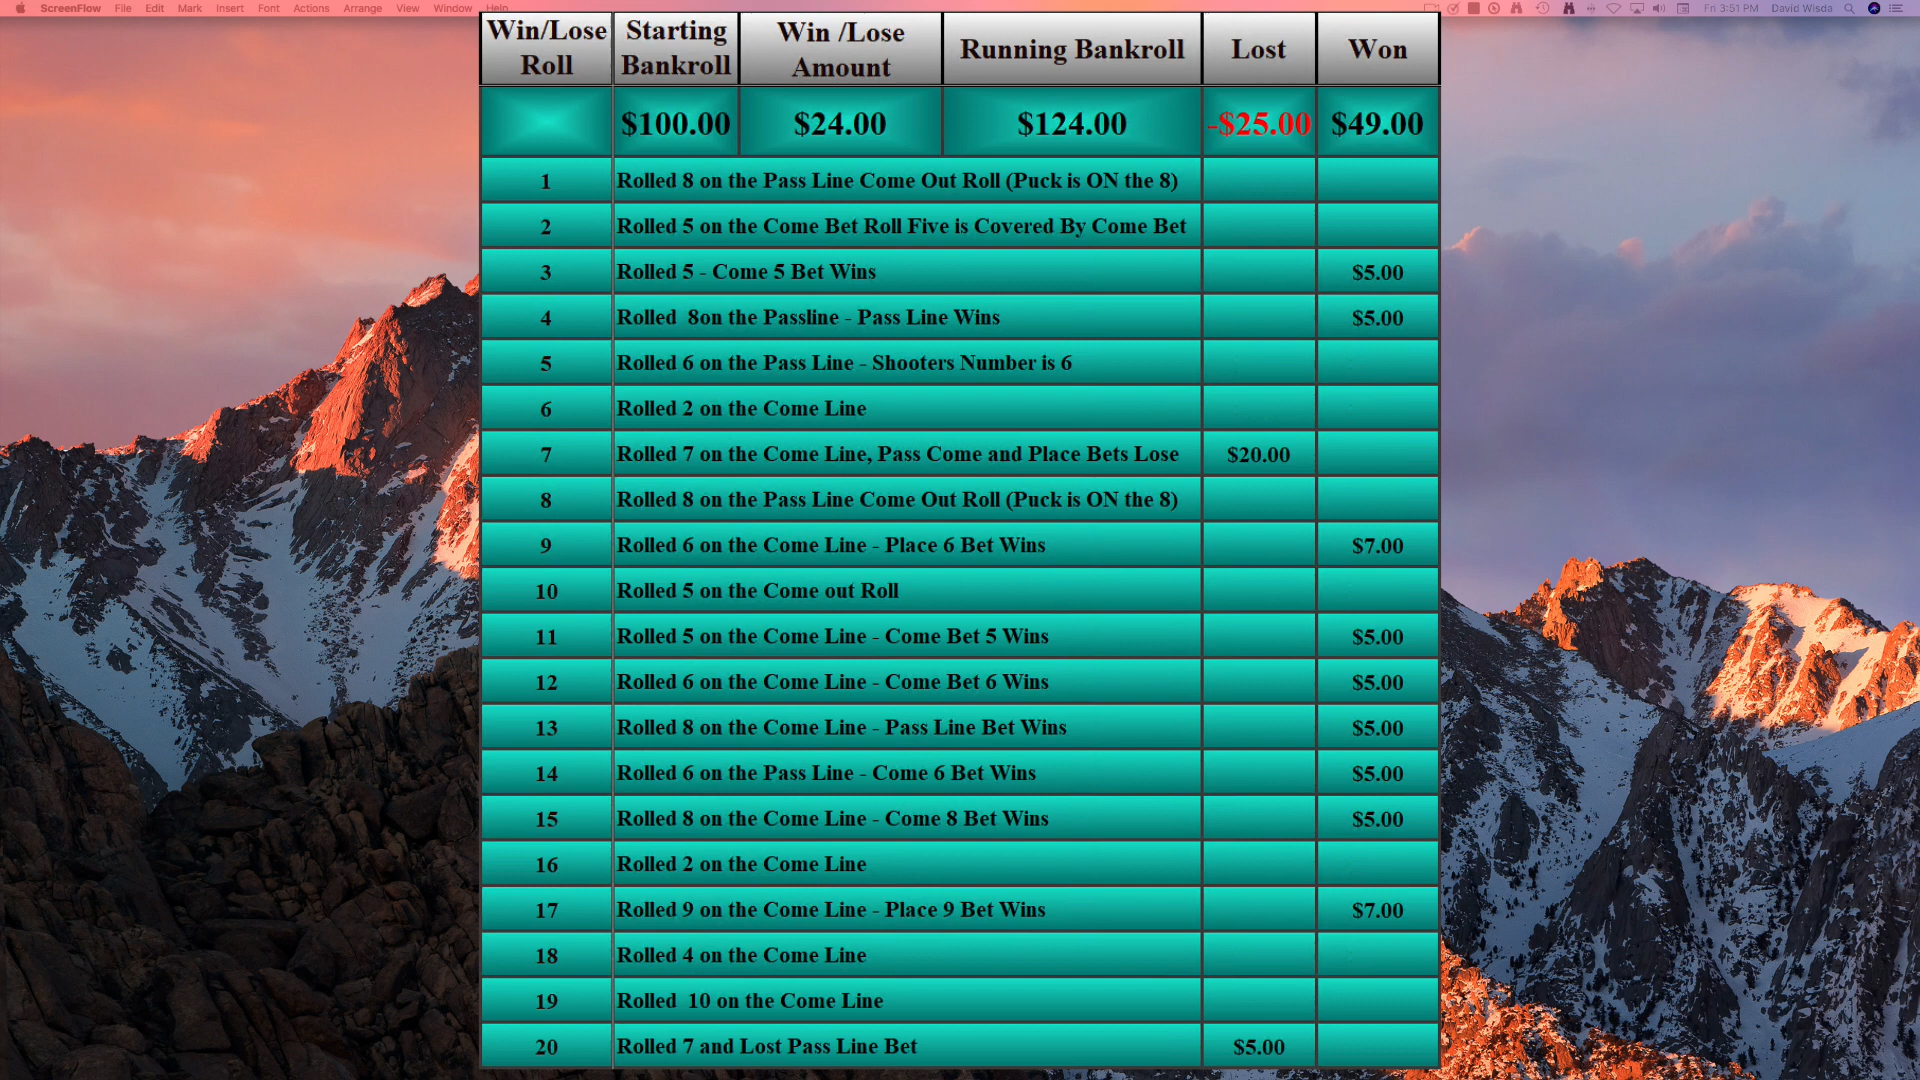 ScreenFlow File Edit Mark Insert Font Actions Arrange View Window Help
Fri 3:51 PM David Wisda
Win/Lose Roll
Starting Bankroll
Win /Lose Amount
Running Bankroll
Lost
Won
$100.00 $24.00 $124.00 -$25.00 $49.00
1 Rolled 8 on the Pass Line Come Out Roll (Puck is ON the 8)
2 Rolled 5 on the Come Bet Roll Five is Covered By Come Bet
3 Rolled 5 - Come 5 Bet Wins $5.00
4 Rolled 8on the Passline - Pass Line Wins $5.00
5 Rolled 6 on the Pass Line - Shooters Number is 6
6 Rolled 2 on the Come Line
7 Rolled 7 on the Come Line, Pass Come and Place Bets Lose $20.00
8 Rolled 8 on the Pass Line Come Out Roll (Puck is ON the 8)
9 Rolled 6 on the Come Line - Place 6 Bet Wins $7.00
10 Rolled 5 on the Come out Roll
11 Rolled 5 on the Come Line - Come Bet 5 Wins $5.00
12 Rolled 6 on the Come Line - Come Bet 6 Wins $5.00
13 Rolled 8 on the Come Line - Pass Line Bet Wins $5.00
14 Rolled 6 on the Pass Line - Come 6 Bet Wins $5.00
15 Rolled 8 on the Come Line - Come 8 Bet Wins $5.00
16 Rolled 2 on the Come Line
17 Rolled 9 on the Come Line - Place 9 Bet Wins $7.00
18 Rolled 4 on the Come Line
19 Rolled 10 on the Come Line
20 Rolled 7 and Lost Pass Line Bet $5.00